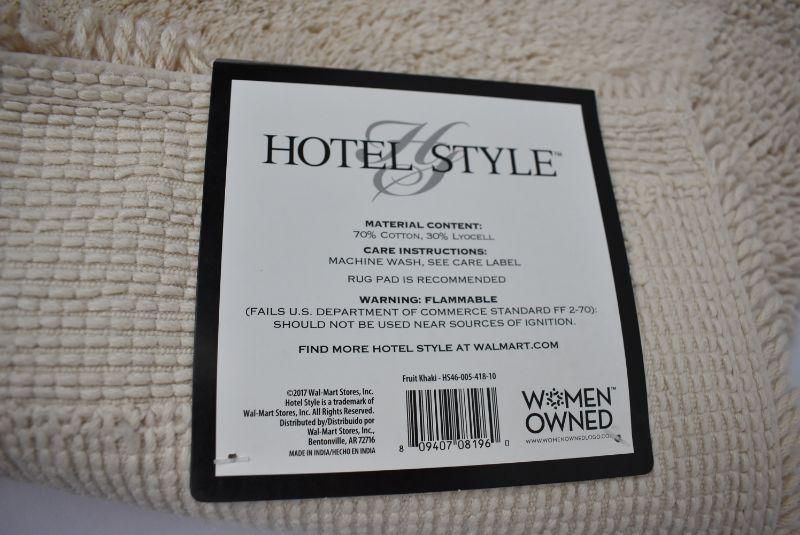 HS
HOTEL STYLE™
MATERIAL CONTENT:
70% COTTON, 30% LYOCELL
CARE INSTRUCTIONS:
MACHINE WASH, SEE CARE LABEL
RUG PAD IS RECOMMENDED
WARNING: FLAMMABLE
(FAILS U.S. DEPARTMENT OF COMMERCE STANDARD FF 2-70):
SHOULD NOT BE USED NEAR SOURCES OF IGNITION.
FIND MORE HOTEL STYLE AT WALMART.COM
©2017 Wal-Mart Stores, Inc.
Hotel Style is a trademark of
Wal-Mart Stores, Inc. All Rights Reserved.
Distributed by/Distribuido por
Wal-Mart Stores, Inc.,
Bentonville, AR 72716
MADE IN INDIA/HECHO EN INDIA
Fruit Khaki - HS46-005-418-10
8 09407 08196 0
WOMEN™
OWNED
WWW.WOMENOWNEDLOGO.CO